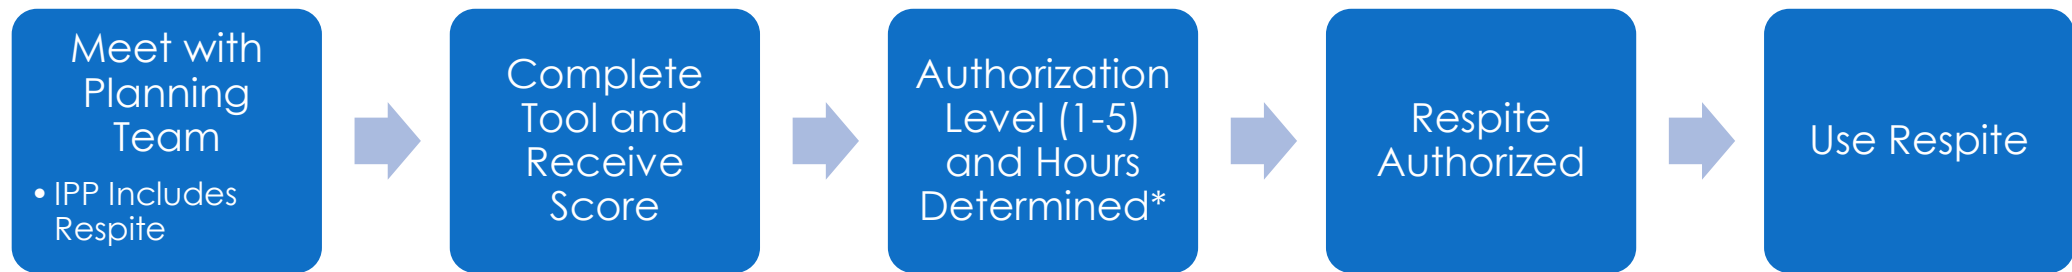 Meet with
Planning
Team
• IPP Includes
Respite
Complete
Tool and
Receive
Score
Authorization
Level (1-5)
and Hours
Determined*
Respite
Authorized
Use Respite